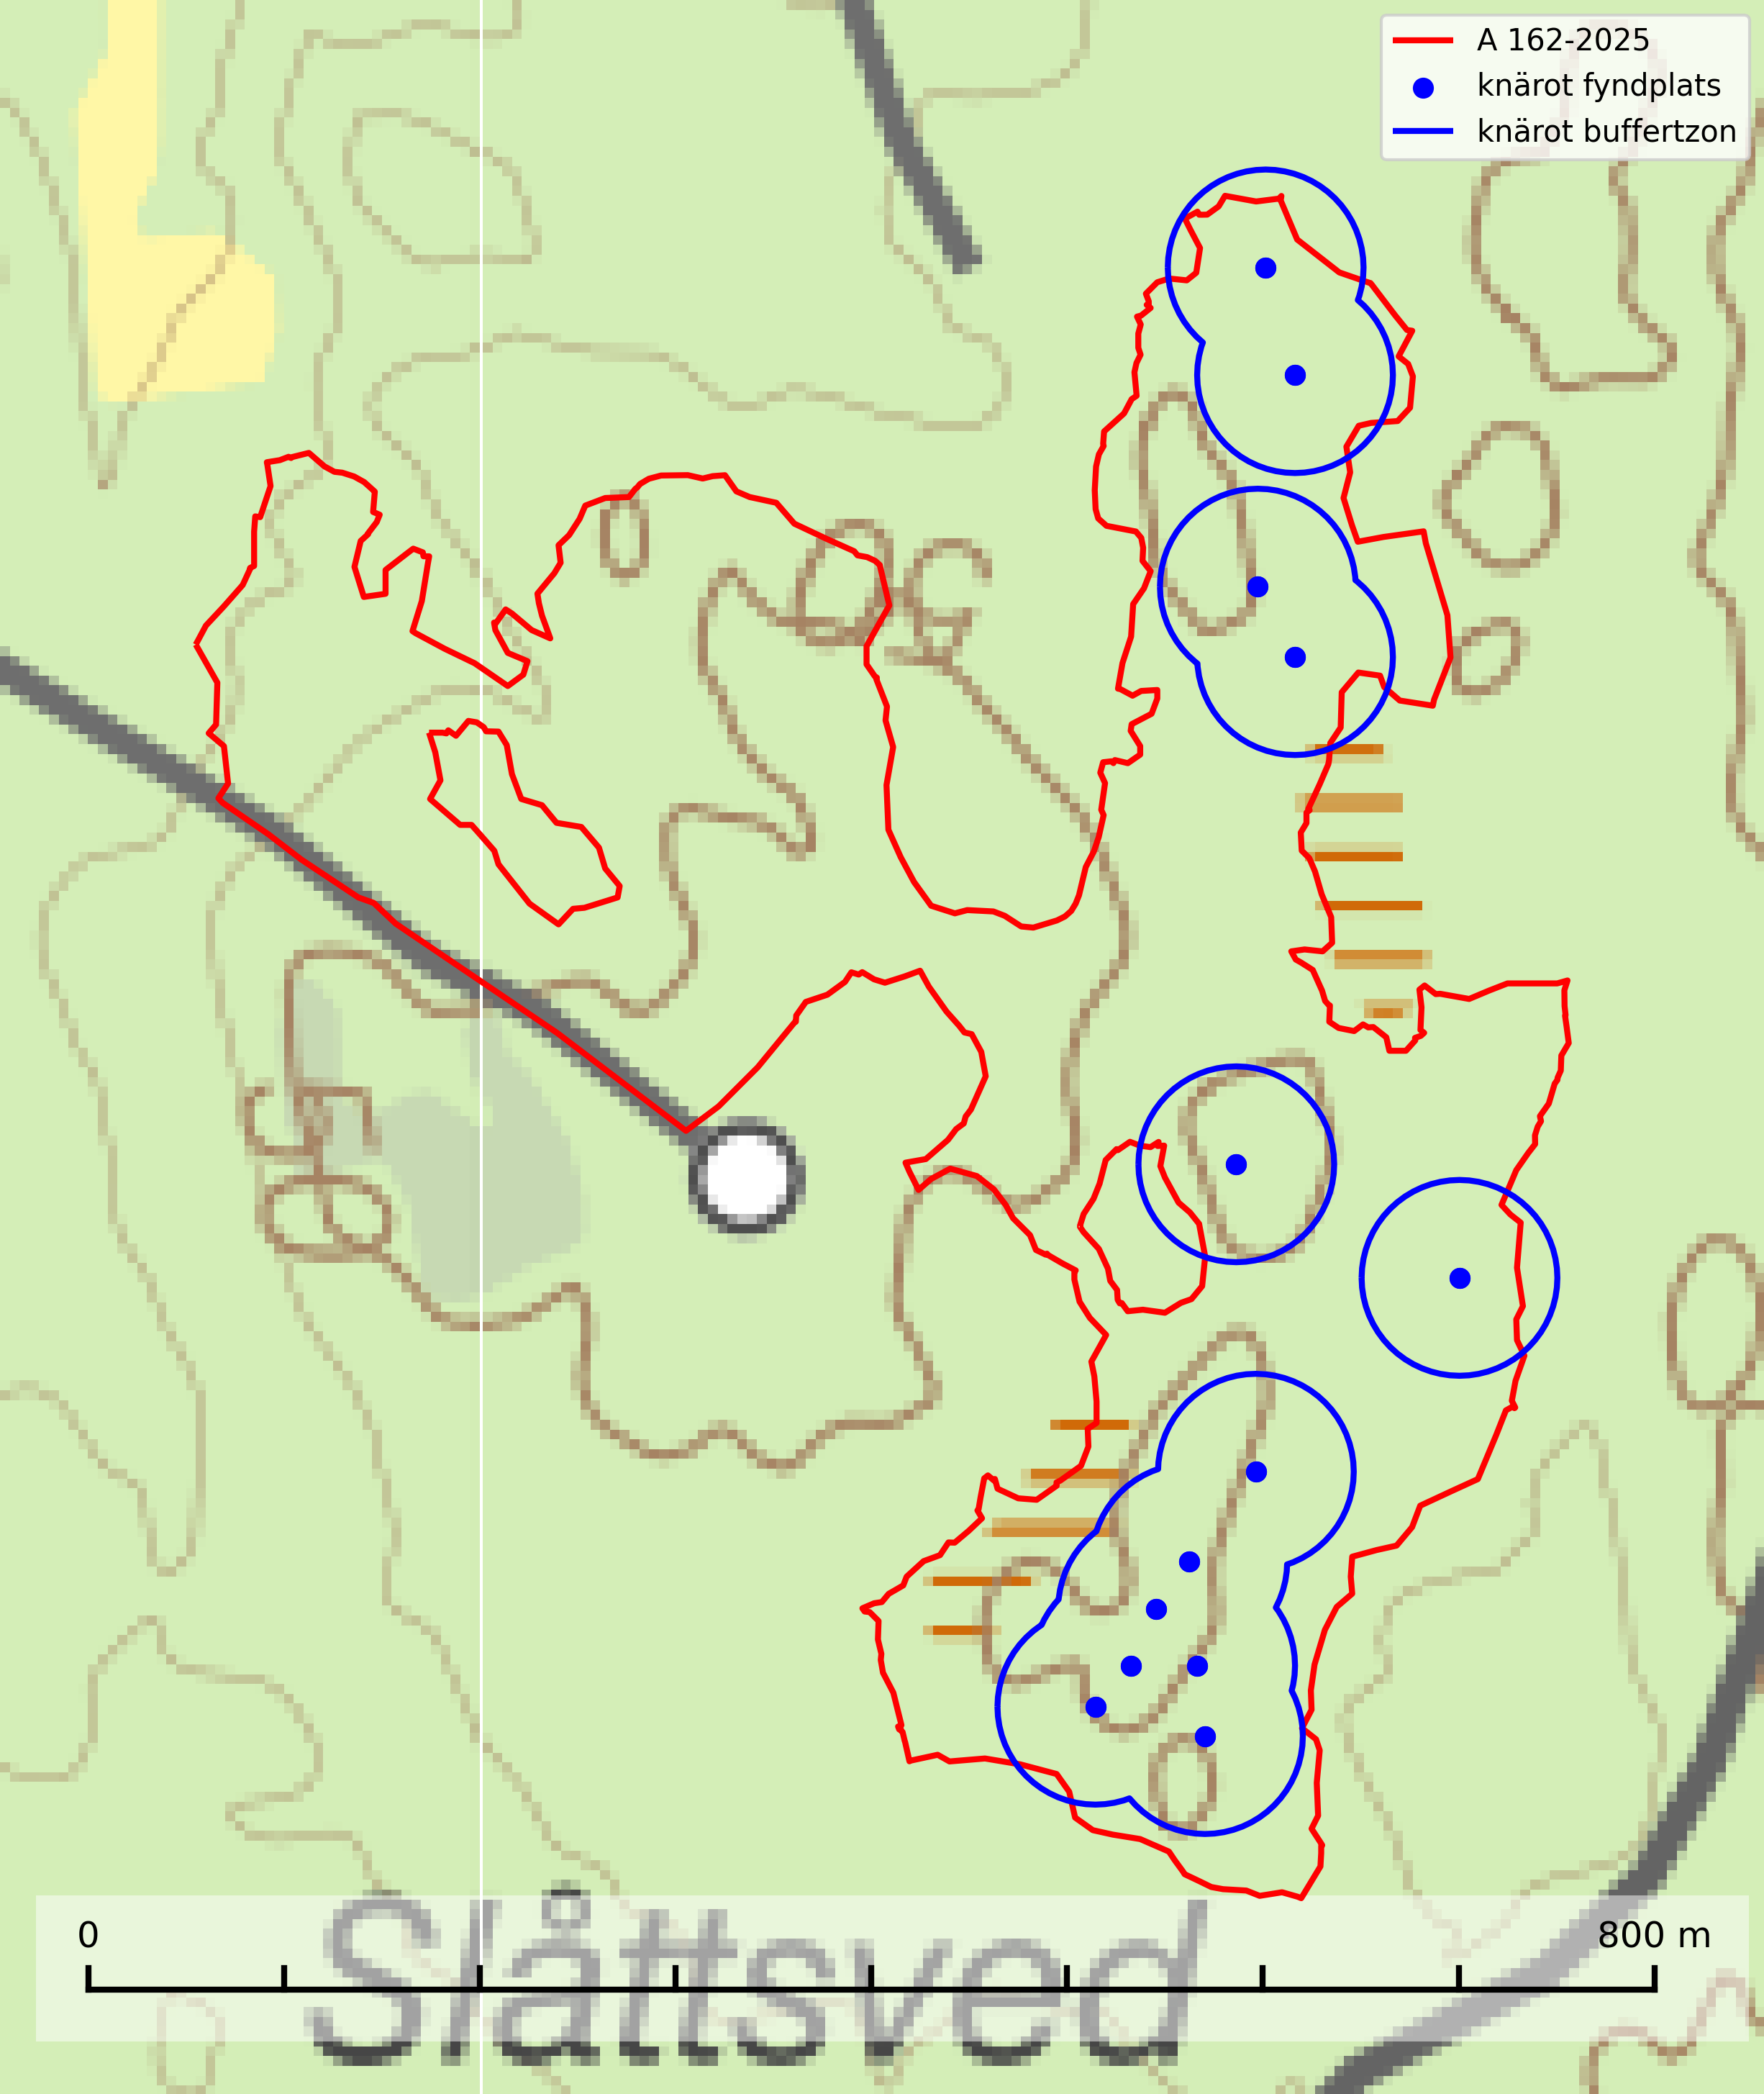 A 162-2025
knärot fyndplats
knärot buffertzon
0
800 m
Slåttsved